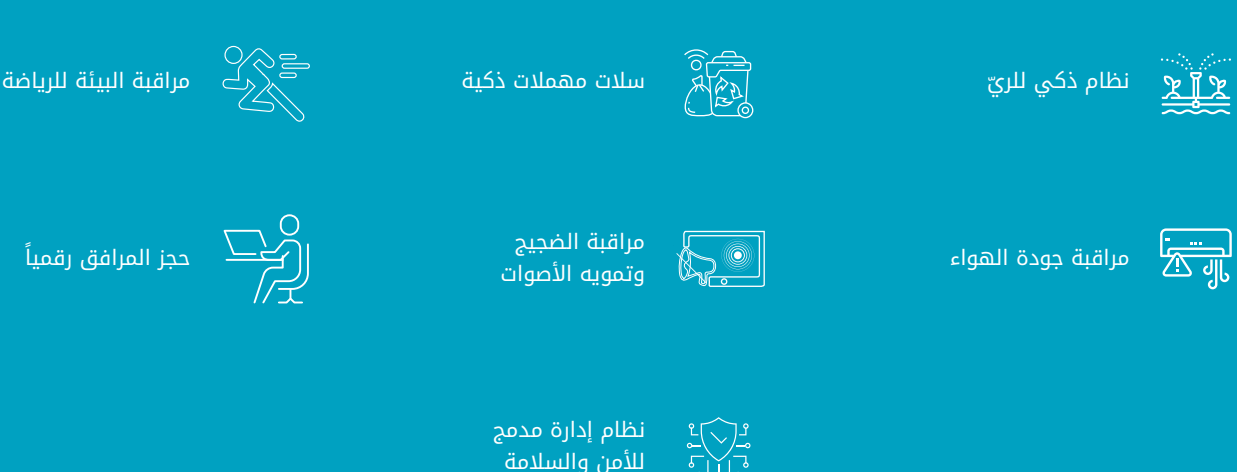 نظام ذكي للريّ
سلات مهملات ذكية
مراقبة البيئة للرياضة
مراقبة جودة الهواء
مراقبة الضجيج
وتمويه الأصوات
حجز المرافق رقمياً
نظام إدارة مدمج
للأمن والسلامة